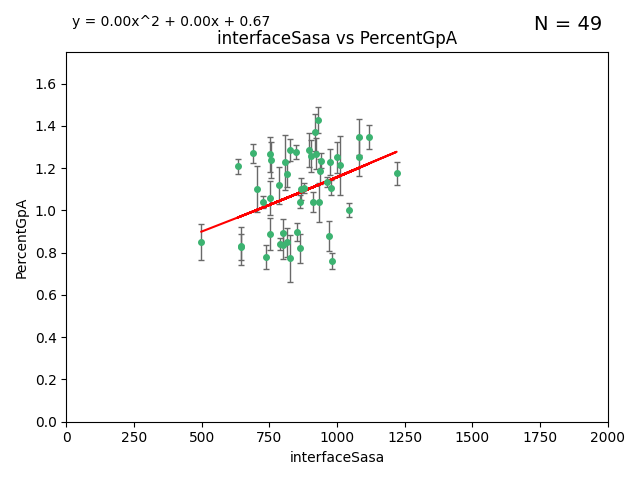 y = 0.00x^2 + 0.00x + 0.67
N = 49
interfaceSasa vs PercentGpA
PercentGpA
1.6
1.4
1.2
1.0
0.8
0.6
0.4
0.2
0.0
0 250 500 750 1000 1250 1500 1750 2000
interfaceSasa